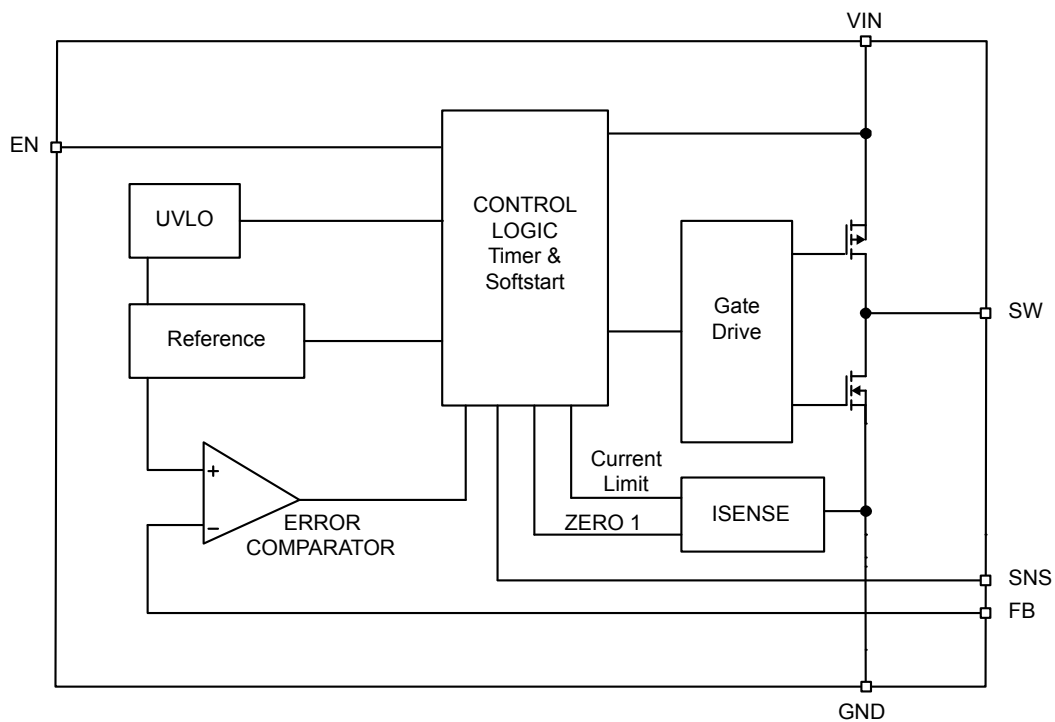 VIN
EN
UVLO
CONTROL
LOGIC
Timer &
Softstart
Reference
Gate
Drive
SW
+
−
ERROR
COMPARATOR
Current
Limit
ZERO 1
ISENSE
SNS
FB
GND